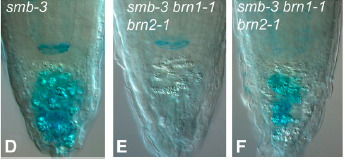 smb-3
smb-3 brn1-1
brn2-1
smb-3 brn1-1
brn2-1
D
E
F